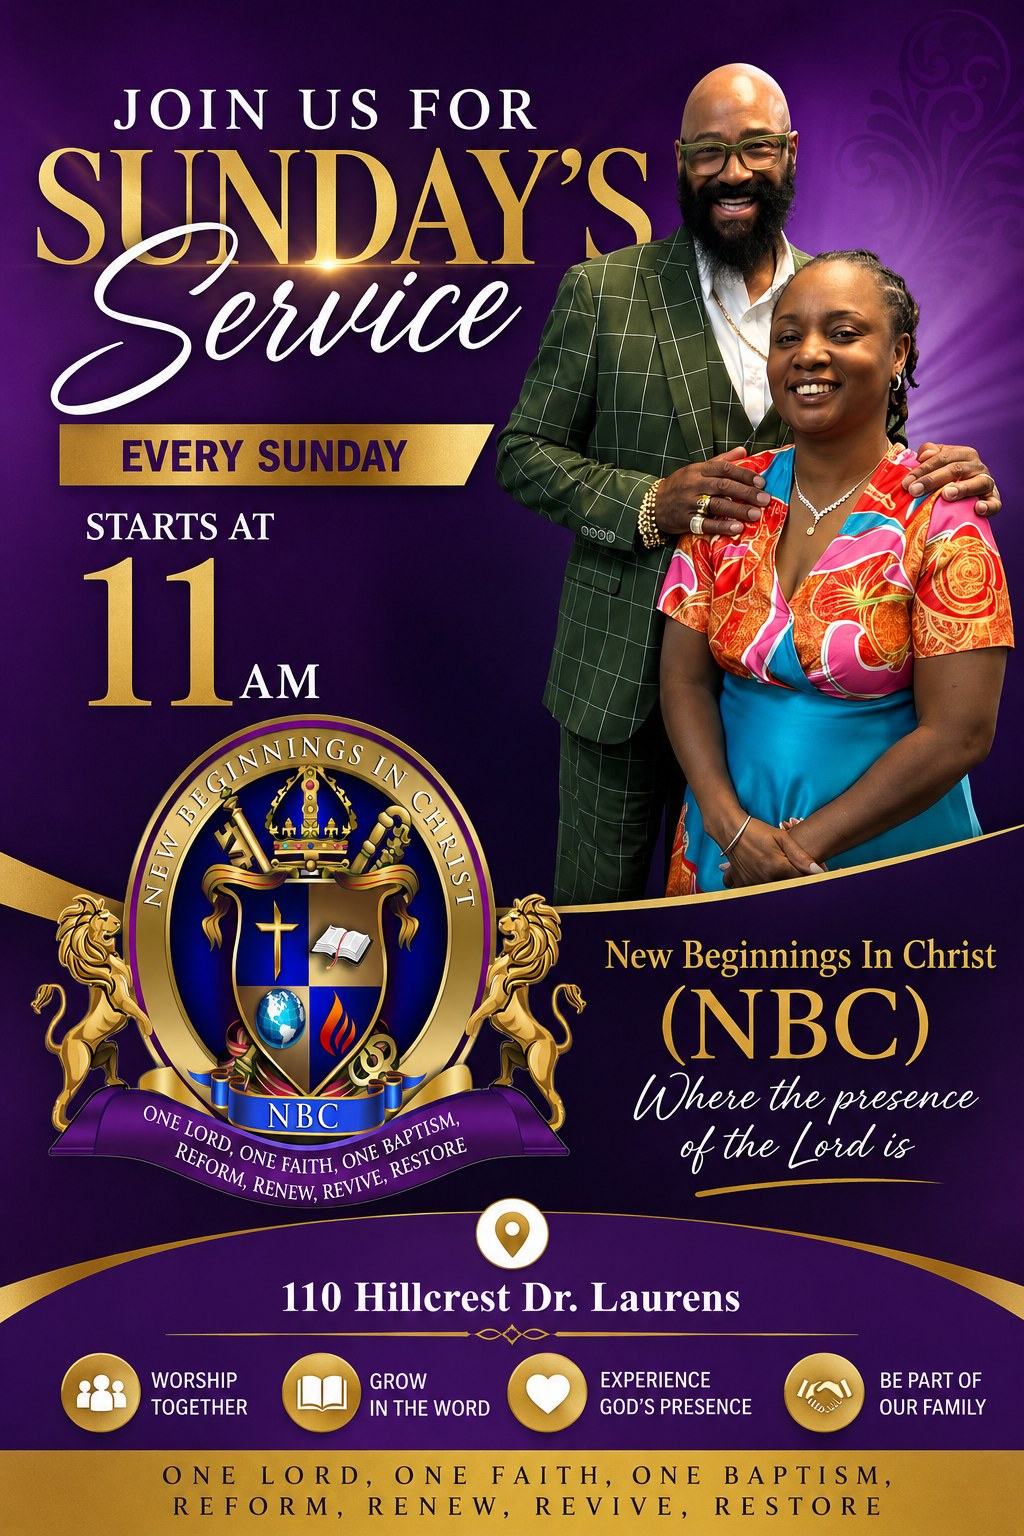 JOIN US FOR
SUNDAY'S
Service
EVERY SUNDAY
STARTS AT
11 AM
NEW BEGINNINGS IN CHRIST
NBC
ONE LORD, ONE FAITH, ONE BAPTISM,
REFORM, RENEW, REVIVE, RESTORE
New Beginnings In Christ
(NBC)
Where the presence
of the Lord is
110 Hillcrest Dr. Laurens
WORSHIP
TOGETHER
GROW
IN THE WORD
EXPERIENCE
GOD'S PRESENCE
BE PART OF
OUR FAMILY
ONE LORD, ONE FAITH, ONE BAPTISM,
REFORM, RENEW, REVIVE, RESTORE